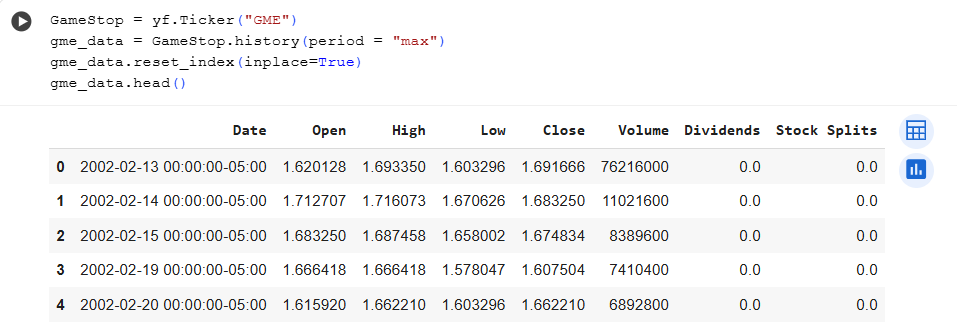 GameStop = yf.Ticker("GME")
gme_data = GameStop.history(period = "max")
gme_data.reset_index(inplace=True)
gme_data.head()
Date Open High Low Close Volume Dividends Stock Splits
0 2002-02-13 00:00:00-05:00 1.620128 1.693350 1.603296 1.691666 76216000 0.0 0.0
1 2002-02-14 00:00:00-05:00 1.712707 1.716073 1.670626 1.683250 11021600 0.0 0.0
2 2002-02-15 00:00:00-05:00 1.683250 1.687458 1.658002 1.674834 8389600 0.0 0.0
3 2002-02-19 00:00:00-05:00 1.666418 1.666418 1.578047 1.607504 7410400 0.0 0.0
4 2002-02-20 00:00:00-05:00 1.615920 1.662210 1.603296 1.662210 6892800 0.0 0.0